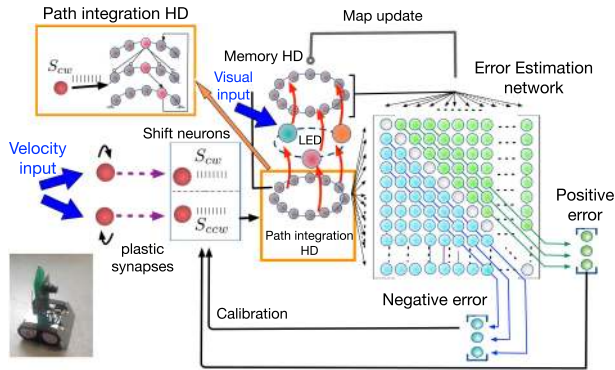 Path integration HD
S_cw
Map update
Memory HD
Visual
input
Error Estimation
network
LED
Shift neurons
Velocity
input
S_cw
S_ccw
Path integration
HD
plastic
synapses
Positive
error
Negative error
Calibration